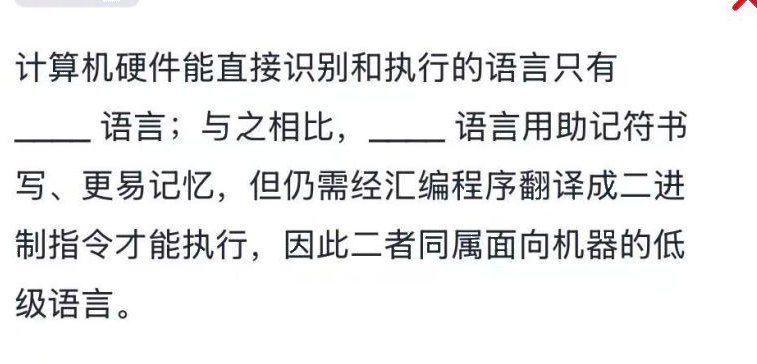 计算机硬件能直接识别和执行的语言只有
_____ 语言；与之相比，_____ 语言用助记符书
写、更易记忆，但仍需经汇编程序翻译成二进
制指令才能执行，因此二者同属面向机器的低
级语言。